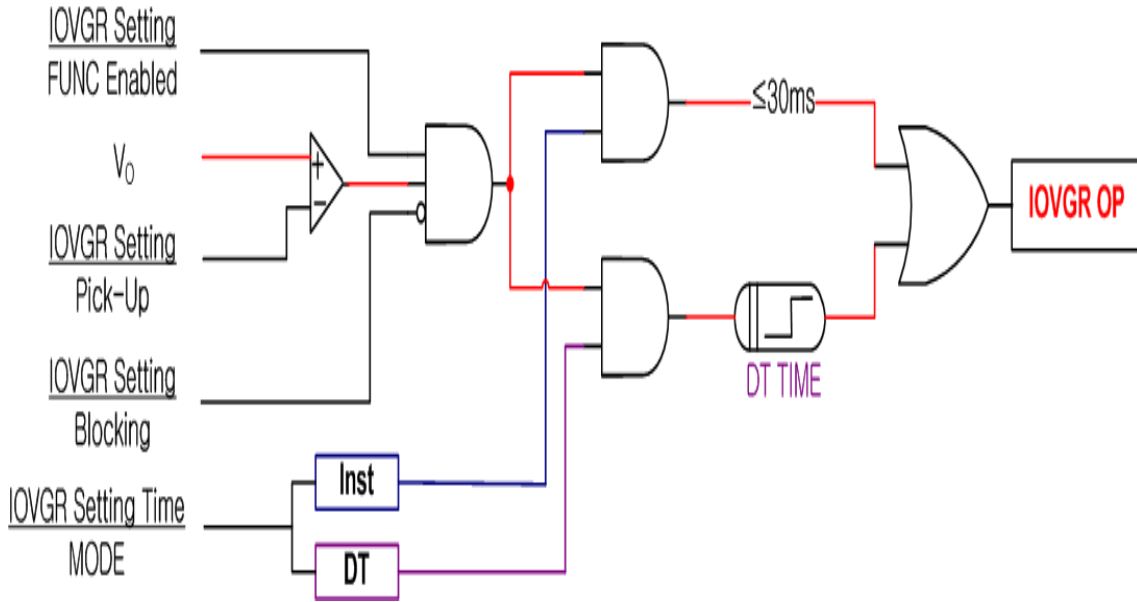 IOVGR Setting
FUNC Enabled
V₀
+
−
IOVGR Setting
Pick-Up
IOVGR Setting
Blocking
IOVGR Setting Time
MODE
Inst
DT
≤30ms
DT TIME
IOVGR OP